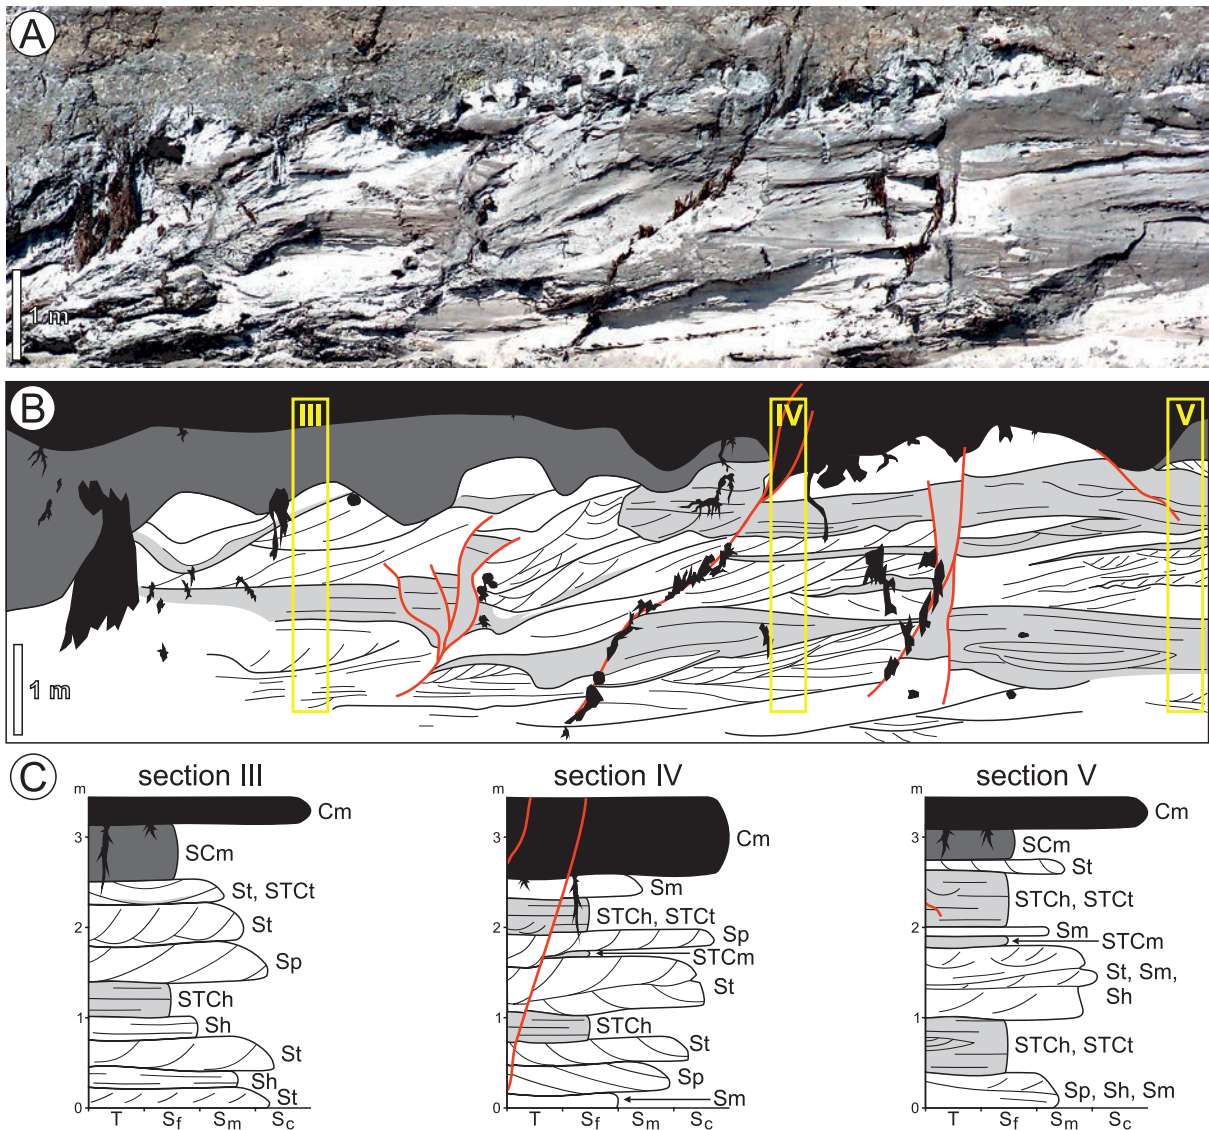 A
1 m
B
III IV V
1 m
C
section III section IV section V
m
3
2
1
0
Cm
SCm
St, STCt
St
Sp
STCh
Sh
St
Sh
St
T Sf Sm Sc
m
3
2
1
0
Cm
Sm
STCh, STCt
Sp
STCm
St
STCh
St
Sp
Sm
T Sf Sm Sc
m
3
2
1
0
Cm
SCm
St
STCh, STCt
Sm
STCm
St, Sm,
Sh
STCh, STCt
Sp, Sh, Sm
T Sf Sm Sc